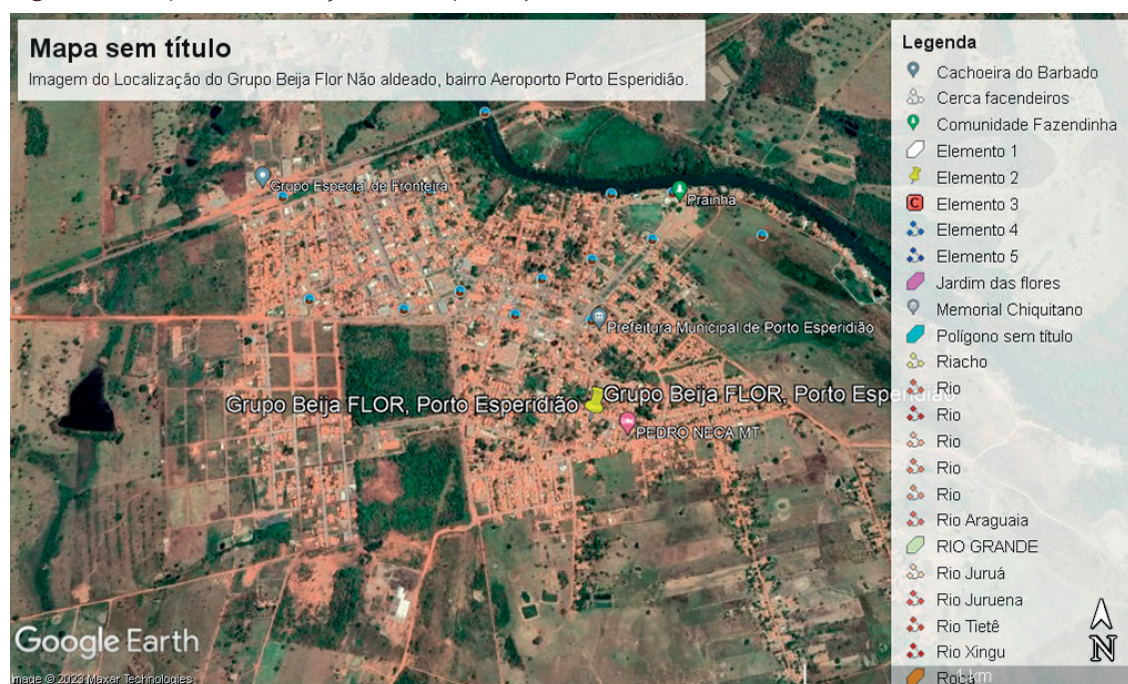 Mapa sem título
Imagem do Localização do Grupo Beija Flor Não aldeado, bairro Aeroporto Porto Esperidião.
Legenda
Cachoeira do Barbado
Cerca facendeiros
Comunidade Fazendinha
Elemento 1
Elemento 2
C Elemento 3
Elemento 4
Elemento 5
Jardim das flores
Memorial Chiquitano
Polígono sem título
Riacho
Rio
Rio
Rio
Rio
Rio
Rio Araguaia
RIO GRANDE
Rio Juruá
Rio Juruena
Rio Tietê
Rio Xingu
Roça
1 km
N
Grupo Especial de Fronteira
Prainha
Prefeitura Municipal de Porto Esperidião
Grupo Beija FLOR, Porto Esperidião
Grupo Beija FLOR, Porto Esperidião
PEDRO NECA MT
Google Earth
Image © 2023 Maxar Technologies